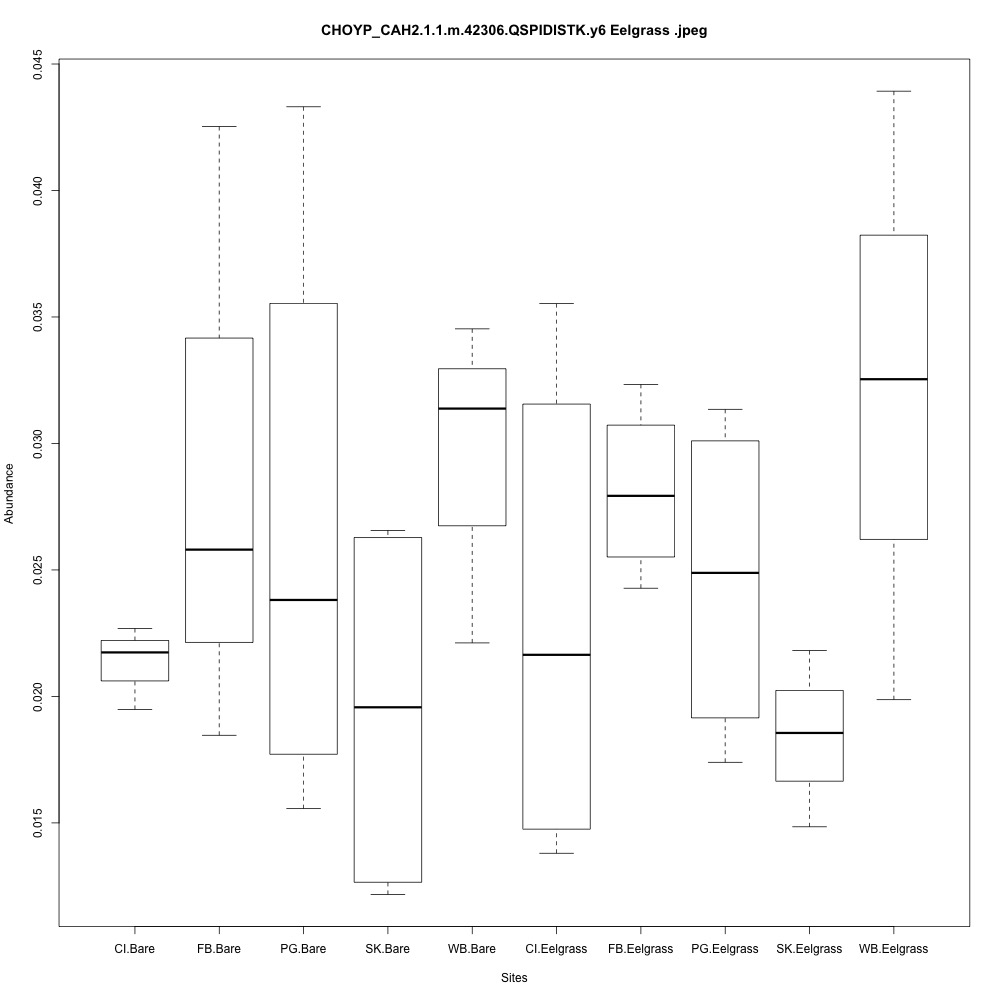 CHOYP_CAH2.1.1.m.42306.QSPIDISTK.y6 Eelgrass .jpeg
0.045
0.040
0.035
0.030
0.025
0.020
0.015
Abundance
CI.Bare FB.Bare PG.Bare SK.Bare WB.Bare CI.Eelgrass FB.Eelgrass PG.Eelgrass SK.Eelgrass WB.Eelgrass
Sites